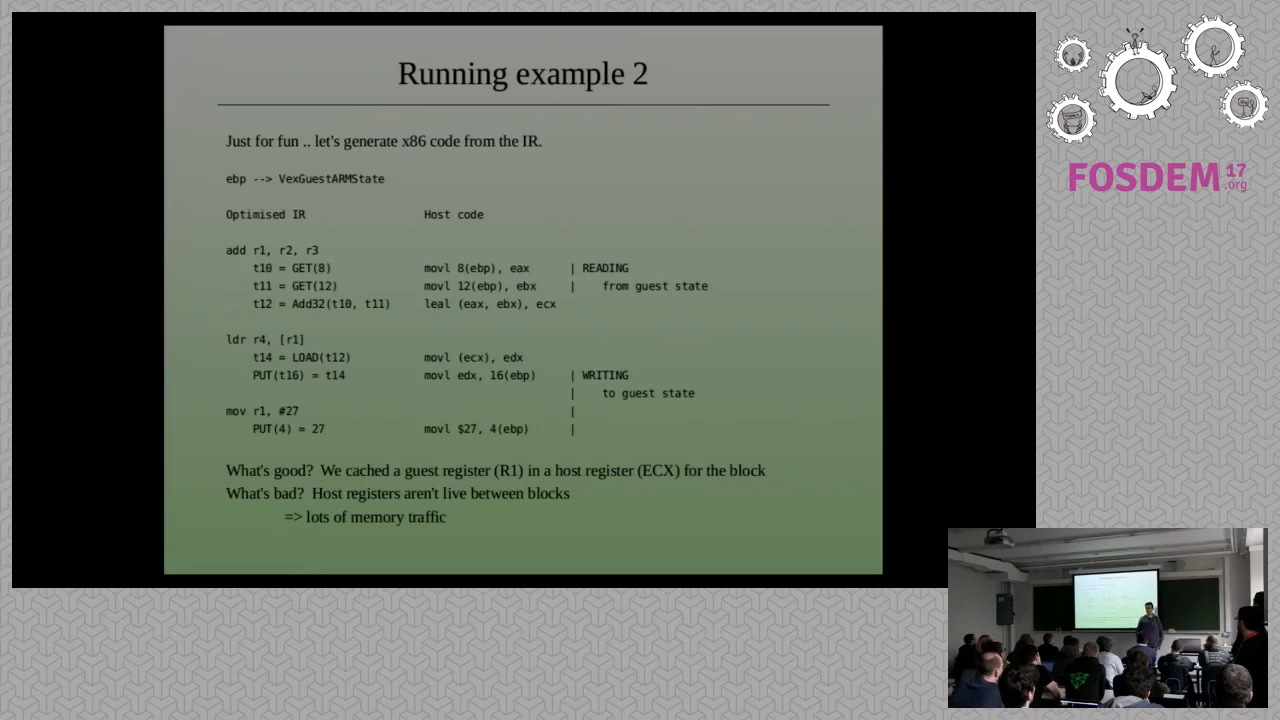 Running example 2
Just for fun .. let's generate x86 code from the IR.
ebp --> VexGuestARMState
Optimised IR Host code
add r1, r2, r3
t10 = GET(8) movl 8(ebp), eax | READING
t11 = GET(12) movl 12(ebp), ebx | from guest state
t12 = Add32(t10, t11) leal (eax, ebx), ecx
ldr r4, [r1]
t14 = LOAD(t12) movl (ecx), edx
PUT(t16) = t14 movl edx, 16(ebp) | WRITING
| to guest state
mov r1, #27 |
PUT(4) = 27 movl $27, 4(ebp) |
What's good? We cached a guest register (R1) in a host register (ECX) for the block
What's bad? Host registers aren't live between blocks
=> lots of memory traffic
FOSDEM 17
.org